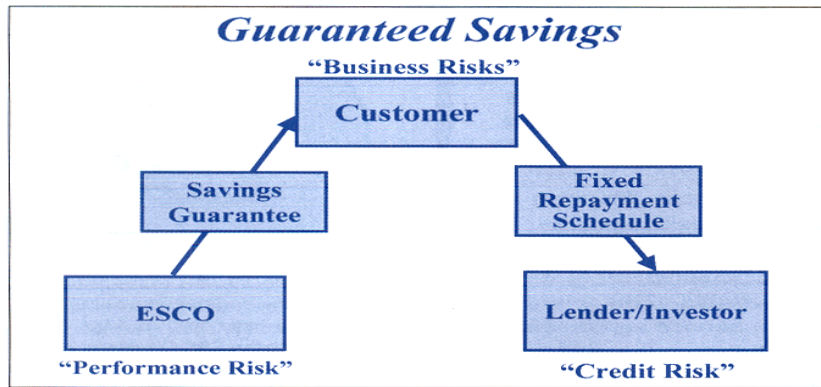 Guaranteed Savings
“Business Risks”
Customer
Savings
Guarantee
Fixed
Repayment
Schedule
ESCO
Lender/Investor
“Performance Risk”
“Credit Risk”